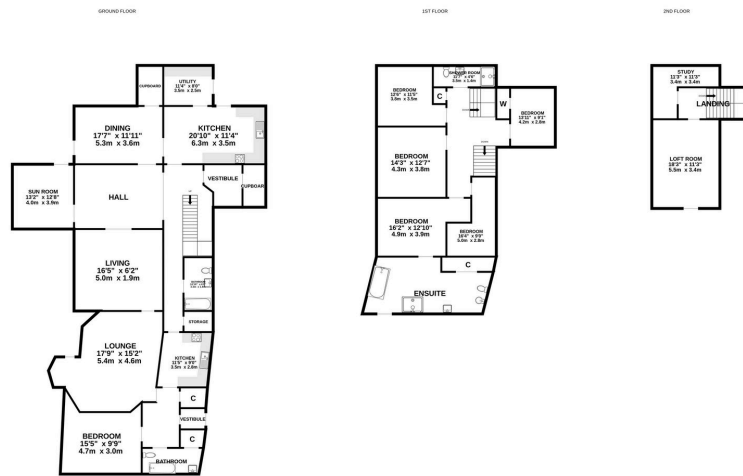 GROUND FLOOR
CUPBOARD
UTILITY
11'4" x 8'0"
3.5m x 2.5m
DINING
17'7" x 11'11"
5.3m x 3.6m
KITCHEN
20'10" x 11'4"
6.3m x 3.5m
SUN ROOM
13'2" x 12'8"
4.0m x 3.9m
HALL
VESTIBULE
CUPBOARD
LIVING
16'5" x 6'2"
5.0m x 1.9m
STORAGE
LOUNGE
17'9" x 15'2"
5.4m x 4.6m
KITCHEN
11'5" x 9'0"
3.5m x 2.8m
C
VESTIBULE
C
BEDROOM
15'5" x 9'9"
4.7m x 3.0m
BATHROOM
1ST FLOOR
SHOWER ROOM
3.5m x 1.4m
BEDROOM
12'6" x 11'5"
3.8m x 3.5m
C
W
BEDROOM
13'11" x 9'1"
4.2m x 2.8m
BEDROOM
14'3" x 12'7"
4.3m x 3.8m
BEDROOM
16'2" x 12'10"
4.9m x 3.9m
BEDROOM
16'4" x 9'0"
5.0m x 2.8m
C
ENSUITE
2ND FLOOR
STUDY
11'3" x 11'3"
3.4m x 3.4m
LANDING
LOFT ROOM
18'2" x 11'3"
5.5m x 3.4m